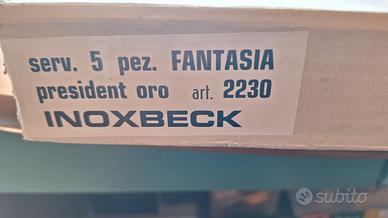 serv. 5 pez. FANTASIA
president oro art. 2230
INOXBECK
subito